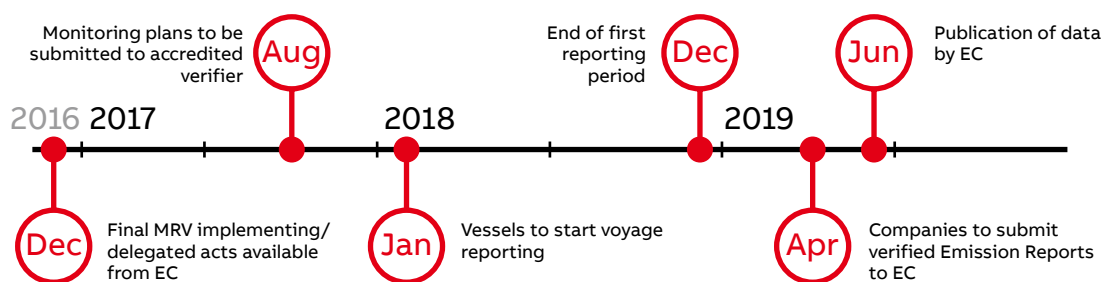 Monitoring plans to be
submitted to accredited
verifier
Aug
End of first
reporting
period
Dec
Jun
Publication of data
by EC
2016
2017
2018
2019
Dec
Final MRV implementing/
delegated acts available
from EC
Jan
Vessels to start voyage
reporting
Apr
Companies to submit
verified Emission Reports
to EC